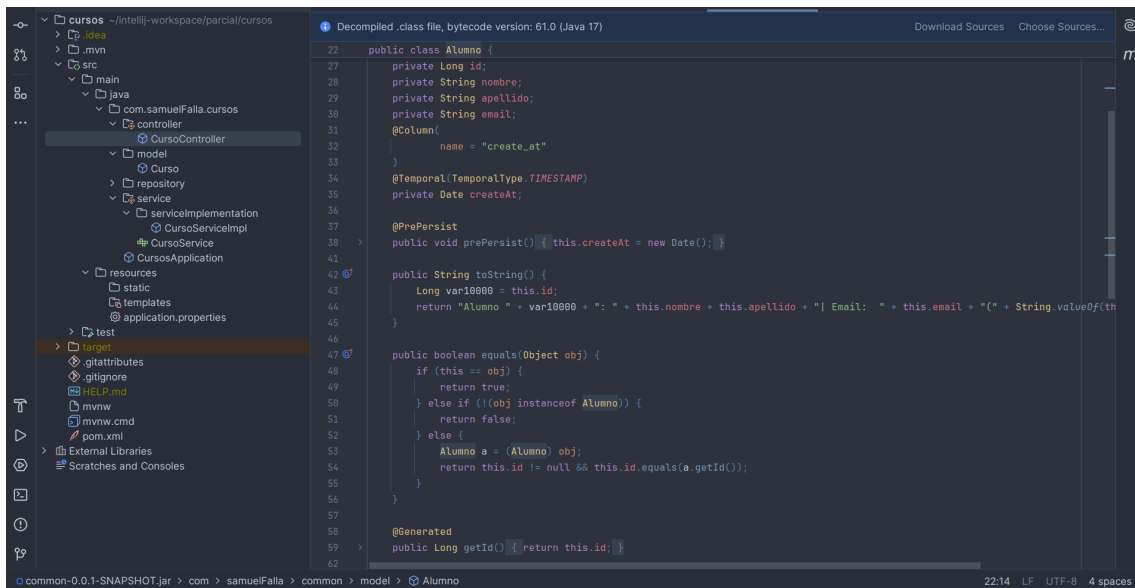 cursos ~/intellij-workspace/parcial/cursos
.idea
.mvn
src
main
java
com.samuelFalla.cursos
controller
CursoController
model
Curso
repository
service
serviceImplementation
CursoServiceImpl
CursoService
CursosApplication
resources
static
templates
application.properties
test
target
.gitattributes
.gitignore
HELP.md
mvnw
mvnw.cmd
pom.xml
External Libraries
Scratches and Consoles
Decompiled .class file, bytecode version: 61.0 (Java 17) Download Sources Choose Sources...
22 public class Alumno {
27 private Long id;
28 private String nombre;
29 private String apellido;
30 private String email;
31 @Column(
32 name = "create_at"
33 )
34 @Temporal(TemporalType.TIMESTAMP)
35 private Date createAt;
36
37 @PrePersist
38 public void prePersist() { this.createAt = new Date(); }
41
42 public String toString() {
43 Long var10000 = this.id;
44 return "Alumno " + var10000 + ": " + this.nombre + this.apellido + "| Email:  " + this.email + "(" + String.valueOf(th
45 }
46
47 public boolean equals(Object obj) {
48 if (this == obj) {
49 return true;
50 } else if (!(obj instanceof Alumno)) {
51 return false;
52 } else {
53 Alumno a = (Alumno) obj;
54 return this.id != null && this.id.equals(a.getId());
55 }
56 }
57
58 @Generated
59 public Long getId() { return this.id; }
62
m
common-0.0.1-SNAPSHOT.jar > com > samuelFalla > common > model > Alumno 22:14 LF UTF-8 4 spaces